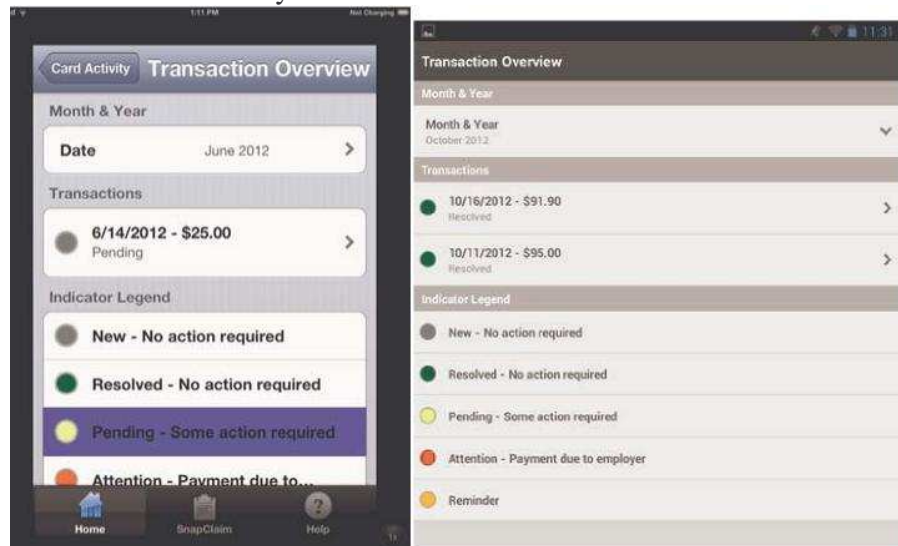 1:11 PM
Not Charging
Card Activity
Transaction Overview
Month & Year
Date
June 2012
Transactions
6/14/2012 - $25.00
Pending
Indicator Legend
New - No action required
Resolved - No action required
Pending - Some action required
Attention - Payment due to...
Home
SnapClaim
Help
1x
11:31
Transaction Overview
Month & Year
Month & Year
October 2012
Transactions
10/16/2012 - $91.90
Resolved
10/11/2012 - $95.00
Resolved
Indicator Legend
New - No action required
Resolved - No action required
Pending - Some action required
Attention - Payment due to employer
Reminder